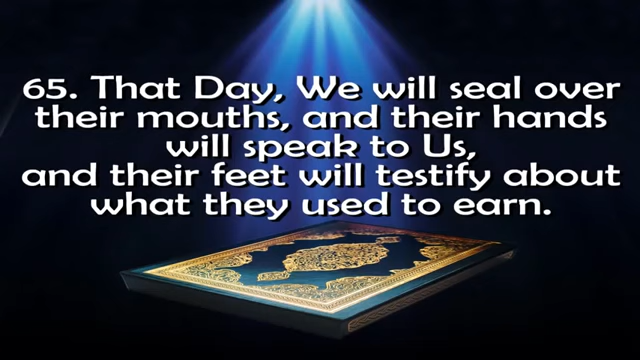 65. That Day, We will seal over
their mouths, and their hands
will speak to Us,
and their feet will testify about
what they used to earn.